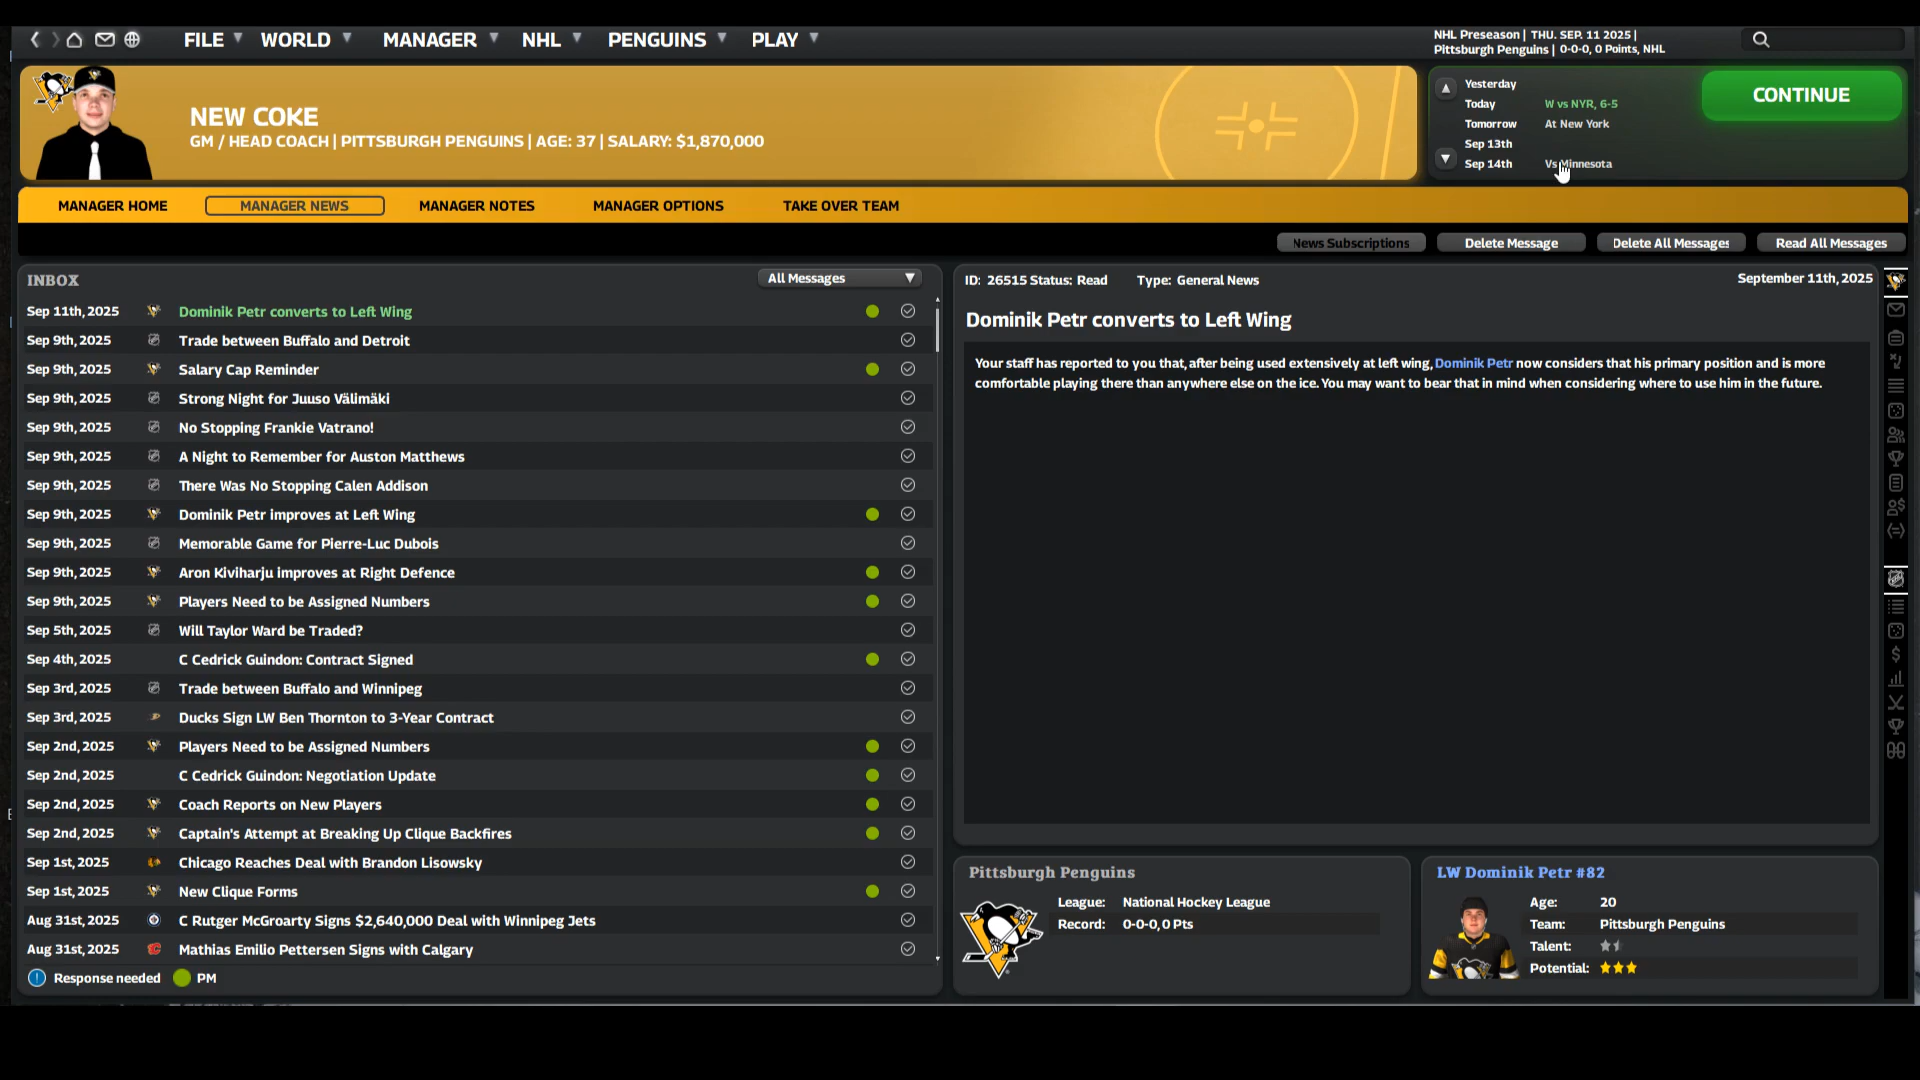 FILE WORLD MANAGER NHL PENGUINS PLAY
NHL Preseason | THU. SEP. 11 2025 |
Pittsburgh Penguins | 0-0-0, 0 Points, NHL
NEW COKE
GM / HEAD COACH | PITTSBURGH PENGUINS | AGE: 37 | SALARY: $1,870,000
Yesterday
Today W vs NYR, 6-5
Tomorrow At New York
Sep 13th
Sep 14th Vs Minnesota
CONTINUE
MANAGER HOME MANAGER NEWS MANAGER NOTES MANAGER OPTIONS TAKE OVER TEAM
News Subscriptions Delete Message Delete All Messages Read All Messages
INBOX All Messages
Sep 11th, 2025 Dominik Petr converts to Left Wing
Sep 9th, 2025 Trade between Buffalo and Detroit
Sep 9th, 2025 Salary Cap Reminder
Sep 9th, 2025 Strong Night for Juuso Välimäki
Sep 9th, 2025 No Stopping Frankie Vatrano!
Sep 9th, 2025 A Night to Remember for Auston Matthews
Sep 9th, 2025 There Was No Stopping Calen Addison
Sep 9th, 2025 Dominik Petr improves at Left Wing
Sep 9th, 2025 Memorable Game for Pierre-Luc Dubois
Sep 9th, 2025 Aron Kiviharju improves at Right Defence
Sep 9th, 2025 Players Need to be Assigned Numbers
Sep 5th, 2025 Will Taylor Ward be Traded?
Sep 4th, 2025 C Cedrick Guindon: Contract Signed
Sep 3rd, 2025 Trade between Buffalo and Winnipeg
Sep 3rd, 2025 Ducks Sign LW Ben Thornton to 3-Year Contract
Sep 2nd, 2025 Players Need to be Assigned Numbers
Sep 2nd, 2025 C Cedrick Guindon: Negotiation Update
Sep 2nd, 2025 Coach Reports on New Players
Sep 2nd, 2025 Captain's Attempt at Breaking Up Clique Backfires
Sep 1st, 2025 Chicago Reaches Deal with Brandon Lisowsky
Sep 1st, 2025 New Clique Forms
Aug 31st, 2025 C Rutger McGroarty Signs $2,640,000 Deal with Winnipeg Jets
Aug 31st, 2025 Mathias Emilio Pettersen Signs with Calgary
Response needed PM
ID: 26515 Status: Read Type: General News September 11th, 2025
Dominik Petr converts to Left Wing
Your staff has reported to you that, after being used extensively at left wing, Dominik Petr now considers that his primary position and is more
comfortable playing there than anywhere else on the ice. You may want to bear that in mind when considering where to use him in the future.
Pittsburgh Penguins
League: National Hockey League
Record: 0-0-0, 0 Pts
LW Dominik Petr #82
Age: 20
Team: Pittsburgh Penguins
Talent:
Potential: